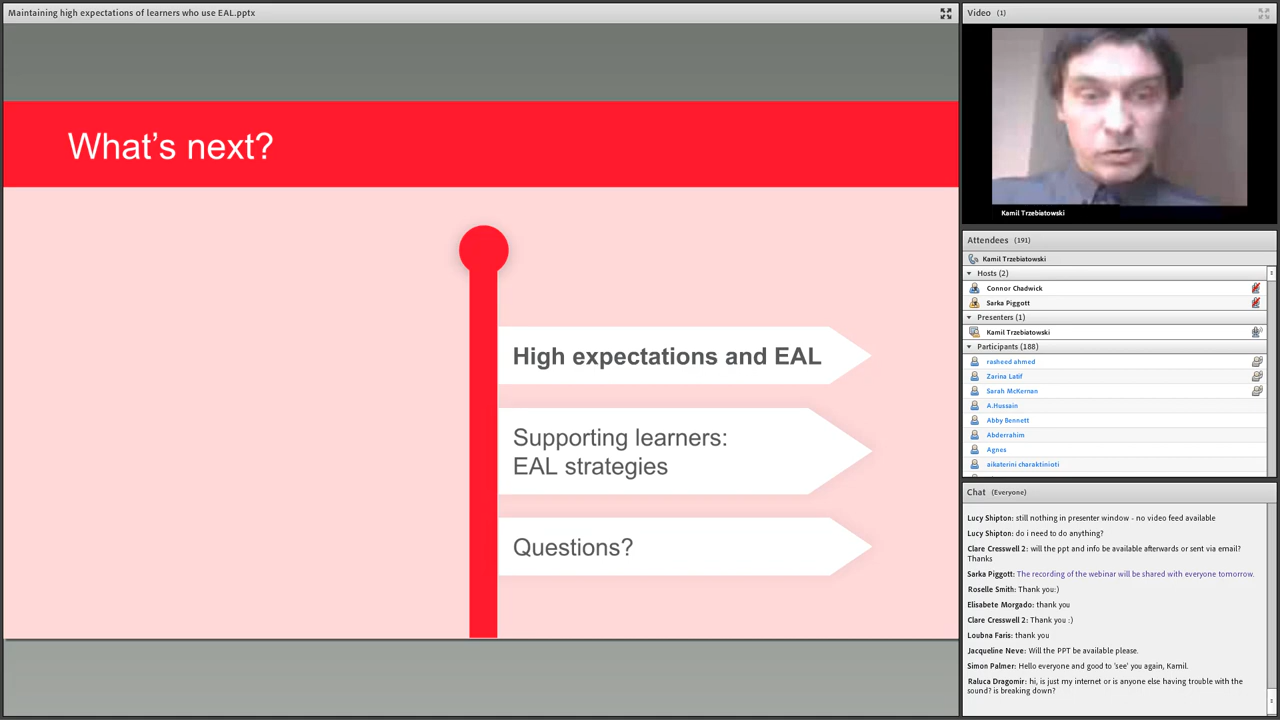 Maintaining high expectations of learners who use EAL.pptx
What's next?
High expectations and EAL
Supporting learners:
EAL strategies
Questions?
Video (1)
Kamil Trzebiatowski
Attendees (191)
Kamil Trzebiatowski
Hosts (2)
Connor Chadwick
Sarka Piggott
Presenters (1)
Kamil Trzebiatowski
Participants (188)
rasheed ahmed
Zarina Latif
Sarah McKernan
A.Hussain
Abby Bennett
Abderrahim
Agnes
aikaterini charaktinioti
Chat (Everyone)
Lucy Shipton: still nothing in presenter window - no video feed available
Lucy Shipton: do i need to do anything?
Clare Cresswell 2: will the ppt and info be available afterwards or sent via email?
Thanks
Sarka Piggott: The recording of the webinar will be shared with everyone tomorrow.
Roselle Smith: Thank you:)
Elisabete Morgado: thank you
Clare Cresswell 2: Thank you :)
Loubna Faris: thank you
Jacqueline Neve: Will the PPT be available please.
Simon Palmer: Hello everyone and good to 'see' you again, Kamil.
Raluca Dragomir: hi, is just my internet or is anyone else having trouble with the
sound? is breaking down?